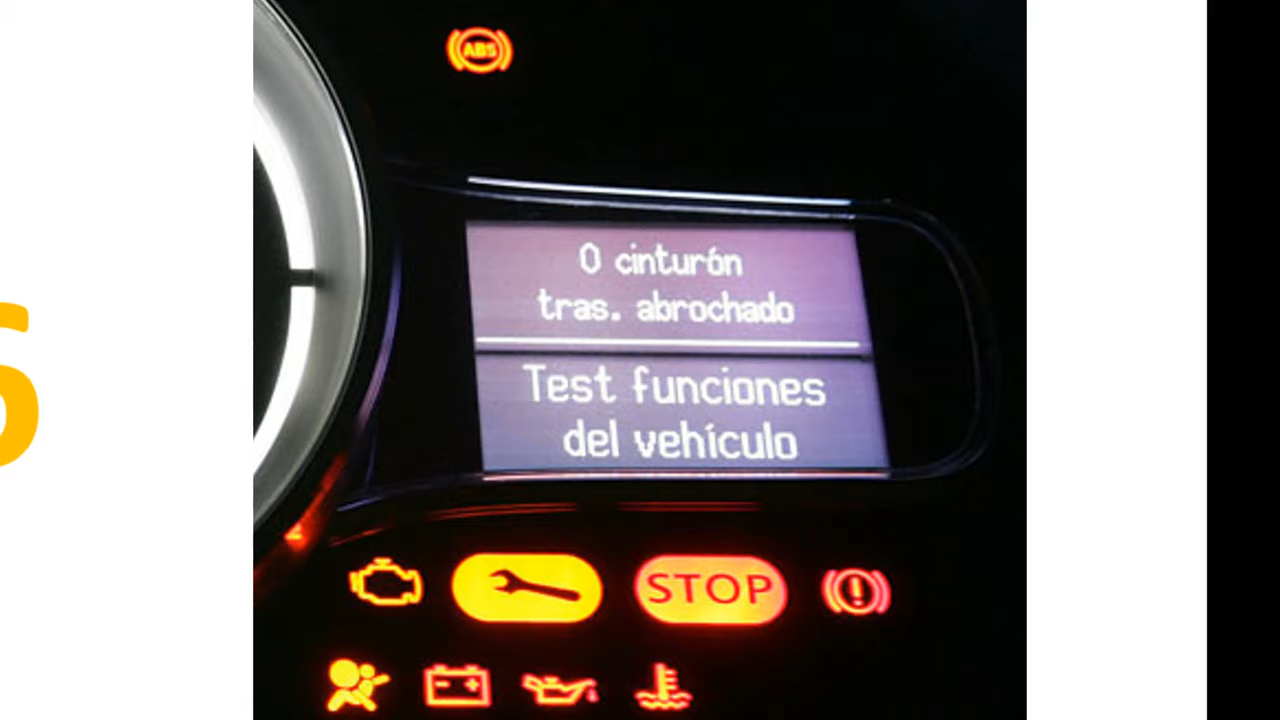 ABS
0 cinturón
tras. abrochado
Test funciones
del vehículo
STOP